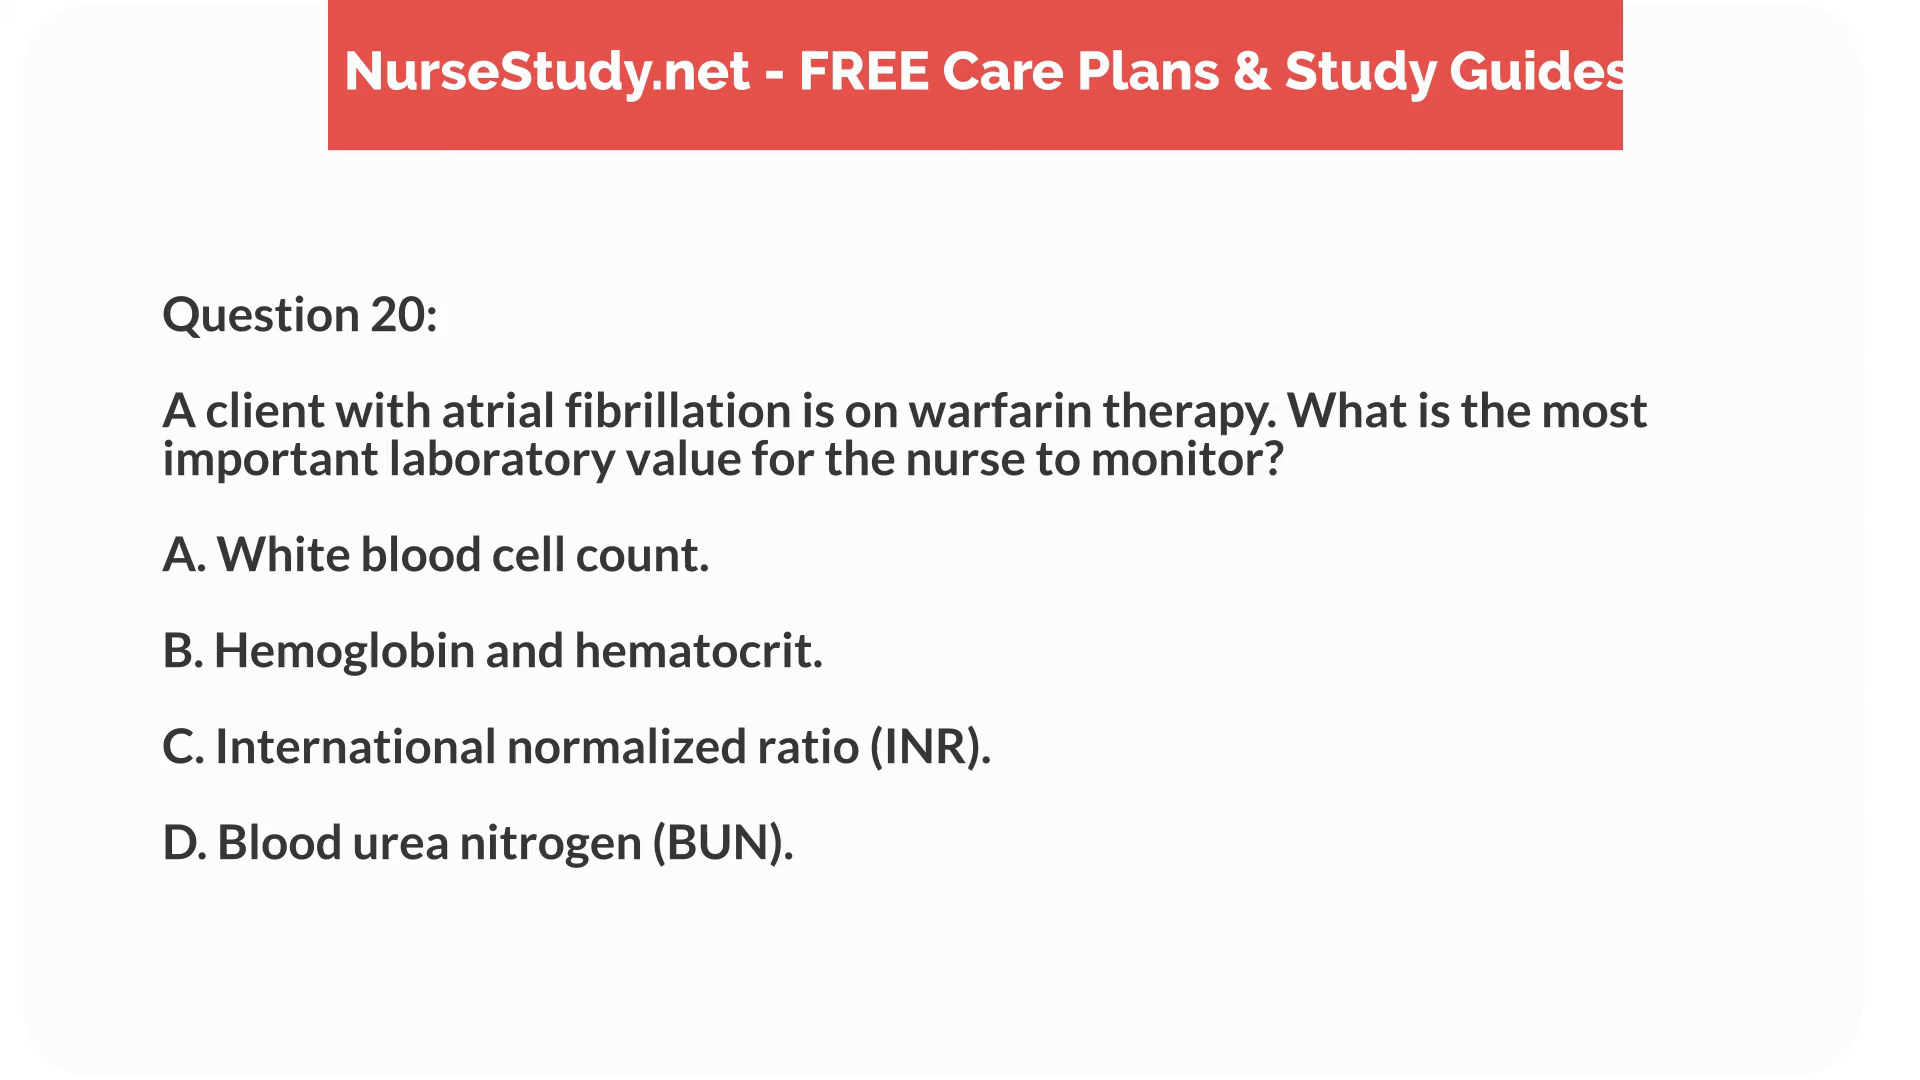 NurseStudy.net - FREE Care Plans & Study Guides
Question 20:
A client with atrial fibrillation is on warfarin therapy. What is the most
important laboratory value for the nurse to monitor?
A. White blood cell count.
B. Hemoglobin and hematocrit.
C. International normalized ratio (INR).
D. Blood urea nitrogen (BUN).